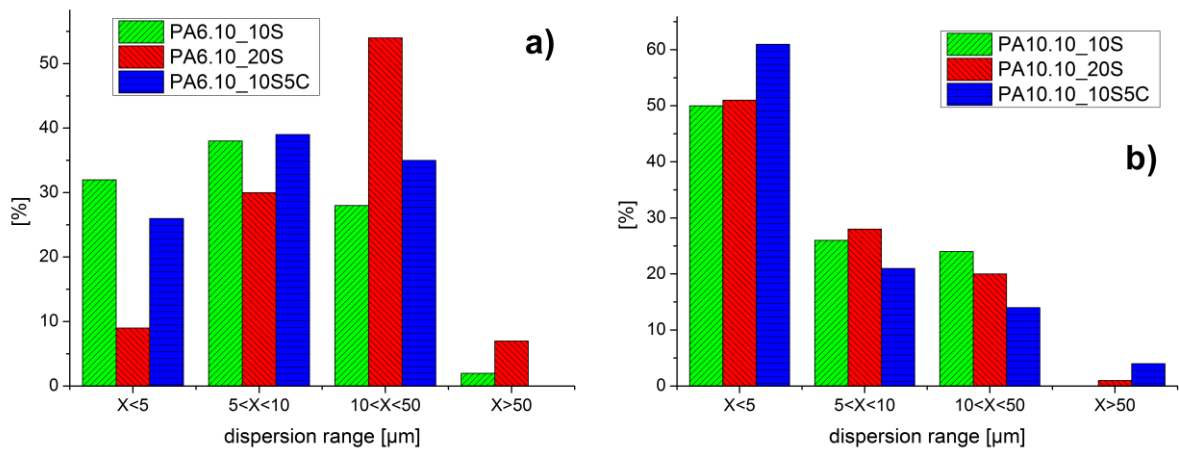 PA6.10_10S
PA6.10_20S
PA6.10_10S5C
a)
50
40
30
20
10
0
[%]
X<5 5<X<10 10<X<50 X>50
dispersion range [µm]
PA10.10_10S
PA10.10_20S
PA10.10_10S5C
b)
60
50
40
30
20
10
0
[%]
X<5 5<X<10 10<X<50 X>50
dispersion range [µm]